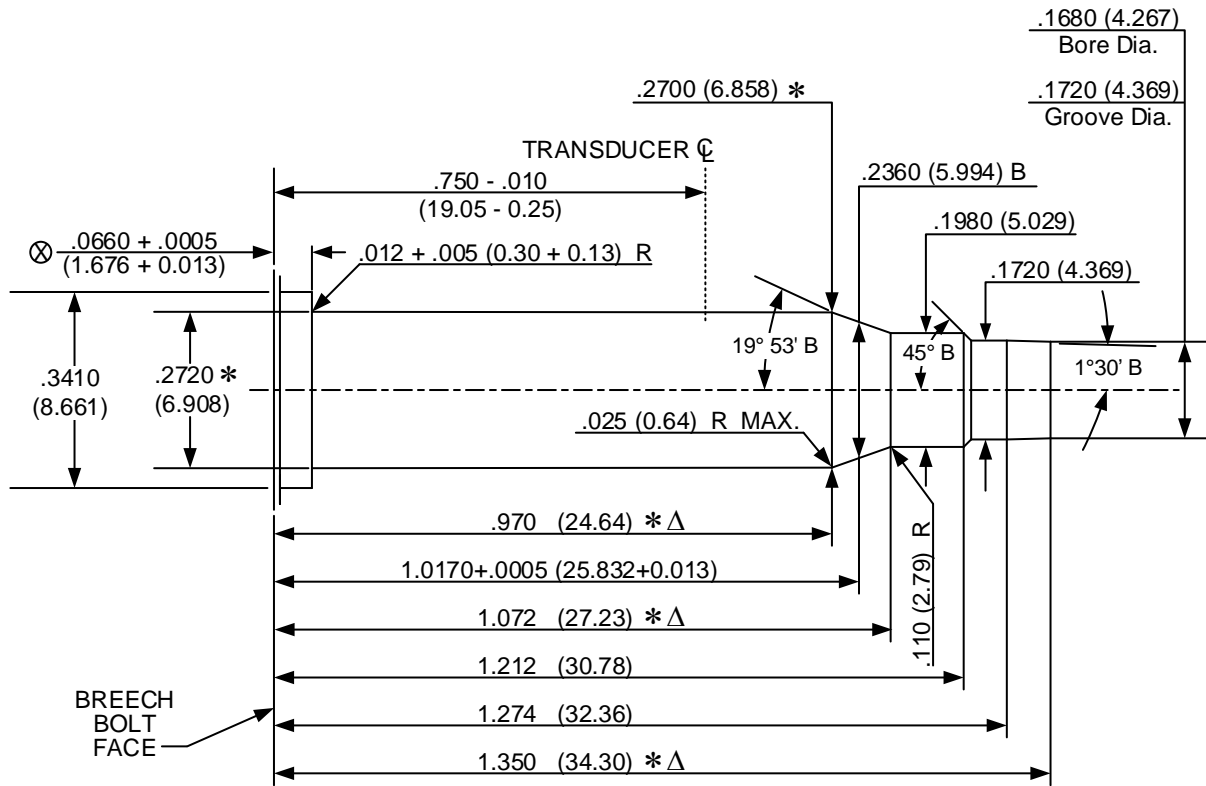 .1680 (4.267)
Bore Dia.
.2700 (6.858) *
.1720 (4.369)
Groove Dia.
TRANSDUCER ℄
.750 - .010
(19.05 - 0.25)
.2360 (5.994) B
.1980 (5.029)
⊗ .0660 + .0005
(1.676 + 0.013)
.012 + .005 (0.30 + 0.13) R
.1720 (4.369)
19° 53' B
45° B
1°30' B
.3410
(8.661)
.2720 *
(6.908)
.025 (0.64) R MAX.
.970 (24.64) * Δ
1.0170+.0005 (25.832+0.013)
1.072 (27.23) * Δ
.110 (2.79) R
1.212 (30.78)
BREECH
BOLT
FACE
1.274 (32.36)
1.350 (34.30) * Δ